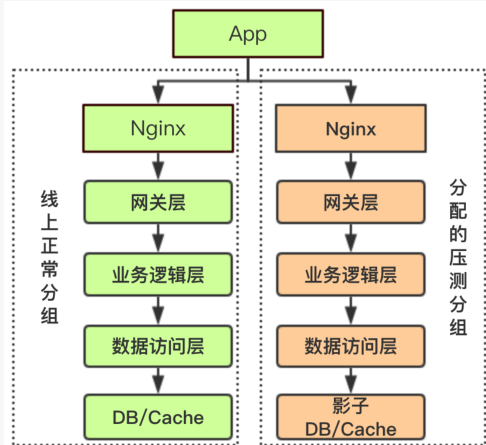 App
线上正常分组
Nginx
网关层
业务逻辑层
数据访问层
DB/Cache
Nginx
网关层
业务逻辑层
数据访问层
影子
DB/Cache
分配的压测分组